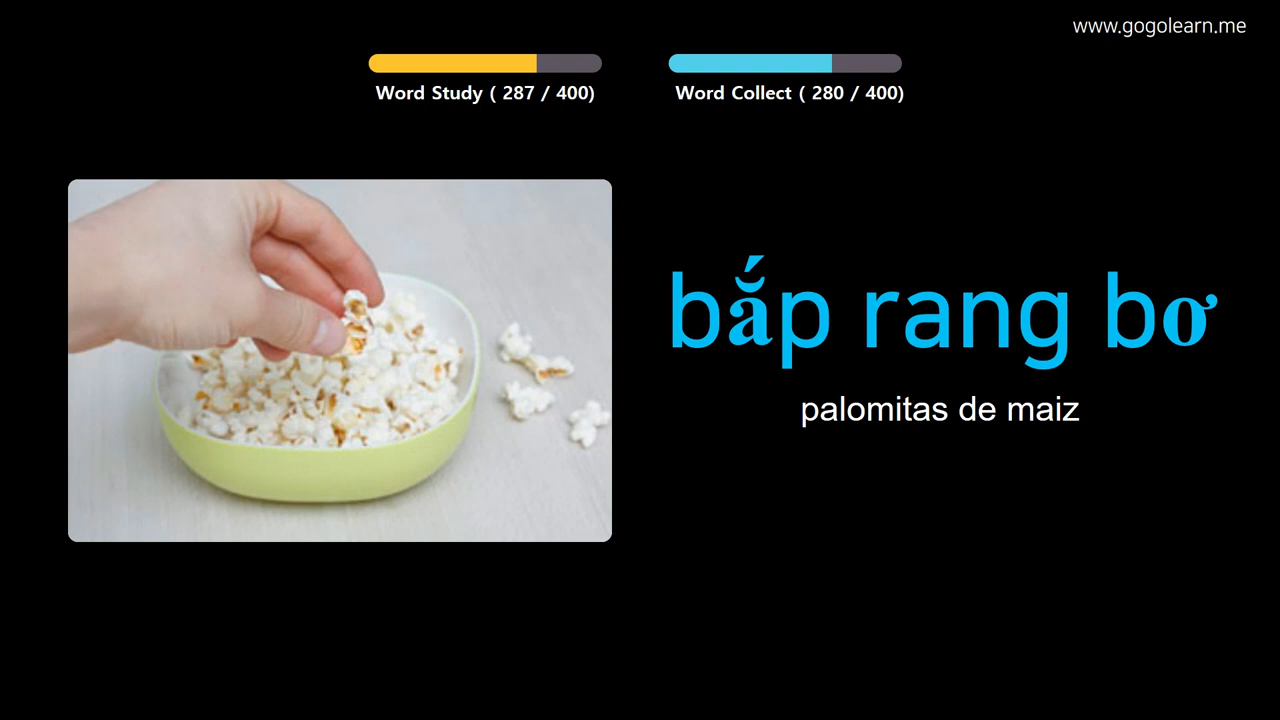 www.gogolearn.me
Word Study ( 287 / 400)
Word Collect ( 280 / 400)
bắp rang bơ
palomitas de maiz